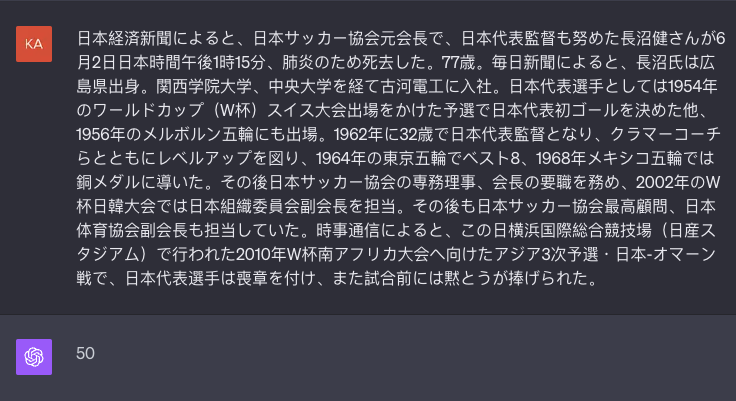 KA
日本経済新聞によると、日本サッカー協会元会長で、日本代表監督も努めた長沼健さんが6
月2日日本時間午後1時15分、肺炎のため死去した。77歳。毎日新聞によると、長沼氏は広
島県出身。関西学院大学、中央大学を経て古河電工に入社。日本代表選手としては1954年
のワールドカップ（W杯）スイス大会出場をかけた予選で日本代表初ゴールを決めた他、
1956年のメルボルン五輪にも出場。1962年に32歳で日本代表監督となり、クラマーコーチ
らとともにレベルアップを図り、1964年の東京五輪でベスト8、1968年メキシコ五輪では
銅メダルに導いた。その後日本サッカー協会の専務理事、会長の要職を務め、2002年のW
杯日韓大会では日本組織委員会副会長を担当。その後も日本サッカー協会最高顧問、日本
体育協会副会長も担当していた。時事通信によると、この日横浜国際総合競技場（日産ス
タジアム）で行われた2010年W杯南アフリカ大会へ向けたアジア3次予選・日本-オマーン
戦で、日本代表選手は喪章を付け、また試合前には黙とうが捧げられた。
50